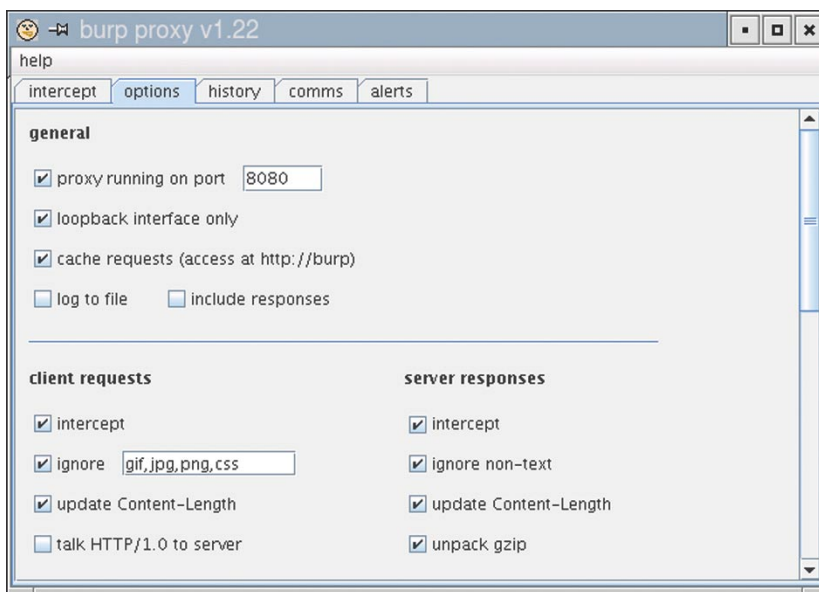 burp proxy v1.22
help
intercept options history comms alerts
general
proxy running on port 8080
loopback interface only
cache requests (access at http://burp)
log to file include responses
client requests server responses
intercept intercept
ignore gif,jpg,png,css ignore non-text
update Content-Length update Content-Length
talk HTTP/1.0 to server unpack gzip